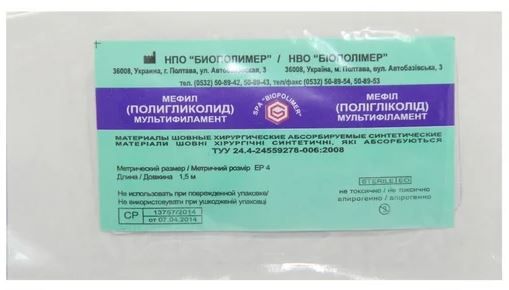 НПО "БИОПОЛИМЕР" / НВО "БІОПОЛІМЕР"
36008, Украина, г. Полтава, ул. Автобазовская, 3 36008, Україна, м. Полтава, вул. Автобазівська, 3
тел. (0532) 50-89-42, 50-89-43, тел/факс (0532) 50-89-54, 50-89-53
МЕФИЛ
(ПОЛИГЛИКОЛИД)
МУЛЬТИФИЛАМЕНТ
SPA "BIOPOLIMER"
МЕФІЛ
(ПОЛІГЛІКОЛІД)
МУЛЬТИФІЛАМЕНТ
МАТЕРИАЛЫ ШОВНЫЕ ХИРУРГИЧЕСКИЕ АБСОРБИРУЕМЫЕ СИНТЕТИЧЕСКИЕ
МАТЕРІАЛИ ШОВНІ ХІРУРГІЧНІ СИНТЕТИЧНІ, ЯКІ АБСОРБУЮТЬСЯ
ТУУ 24.4-24559278-006:2008
Метрический размер / Метричний розмір EP 4
Длина / Довжина 1,5 м
Не использовать при поврежденной упаковке/
Не використовувати при ушкодженій упаковці
СР 13757/2014
от 07.04.2014
STERILE EO
не токсично / не токсично
апирогенно / апірогенно